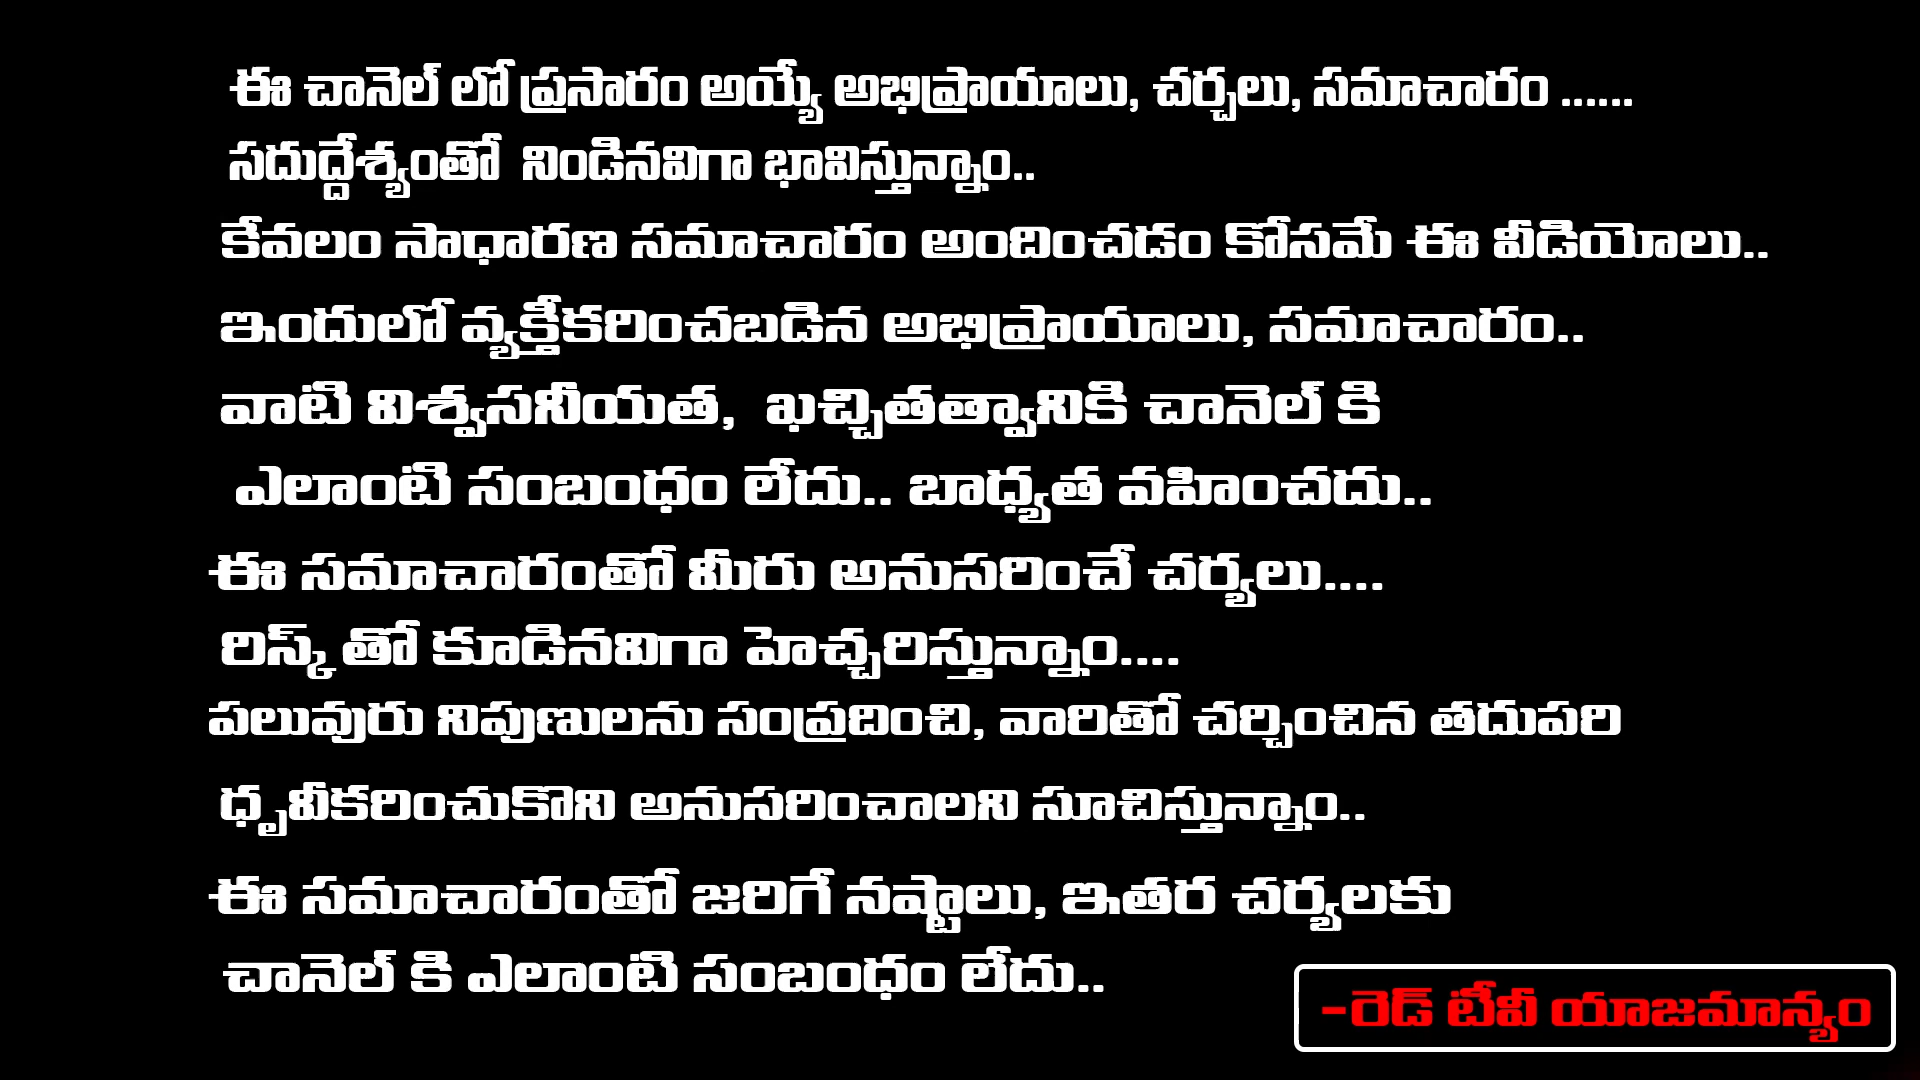 ఈ చానెల్ లో ప్రసారం అయ్యే అభిప్రాయాలు, చర్చలు, సమాచారం ......
సదుద్దేశ్యంతో నిండినవిగా భావిస్తున్నాం..
కేవలం సాధారణ సమాచారం అందించడం కోసమే ఈ వీడియోలు..
ఇందులో వ్యక్తీకరించబడిన అభిప్రాయాలు, సమాచారం..
వాటి విశ్వసనీయత, ఖచ్చితత్వానికి చానెల్ కి
ఎలాంటి సంబంధం లేదు.. బాధ్యత వహించదు..
ఈ సమాచారంతో మీరు అనుసరించే చర్యలు....
రిస్క్ తో కూడినవిగా హెచ్చరిస్తున్నాం....
పలువురు నిపుణులను సంప్రదించి, వారితో చర్చించిన తదుపరి
ధృవీకరించుకొని అనుసరించాలని సూచిస్తున్నాం..
ఈ సమాచారంతో జరిగే నష్టాలు, ఇతర చర్యలకు
చానెల్ కి ఎలాంటి సంబంధం లేదు..
-రెడ్ టీవీ యాజమాన్యం